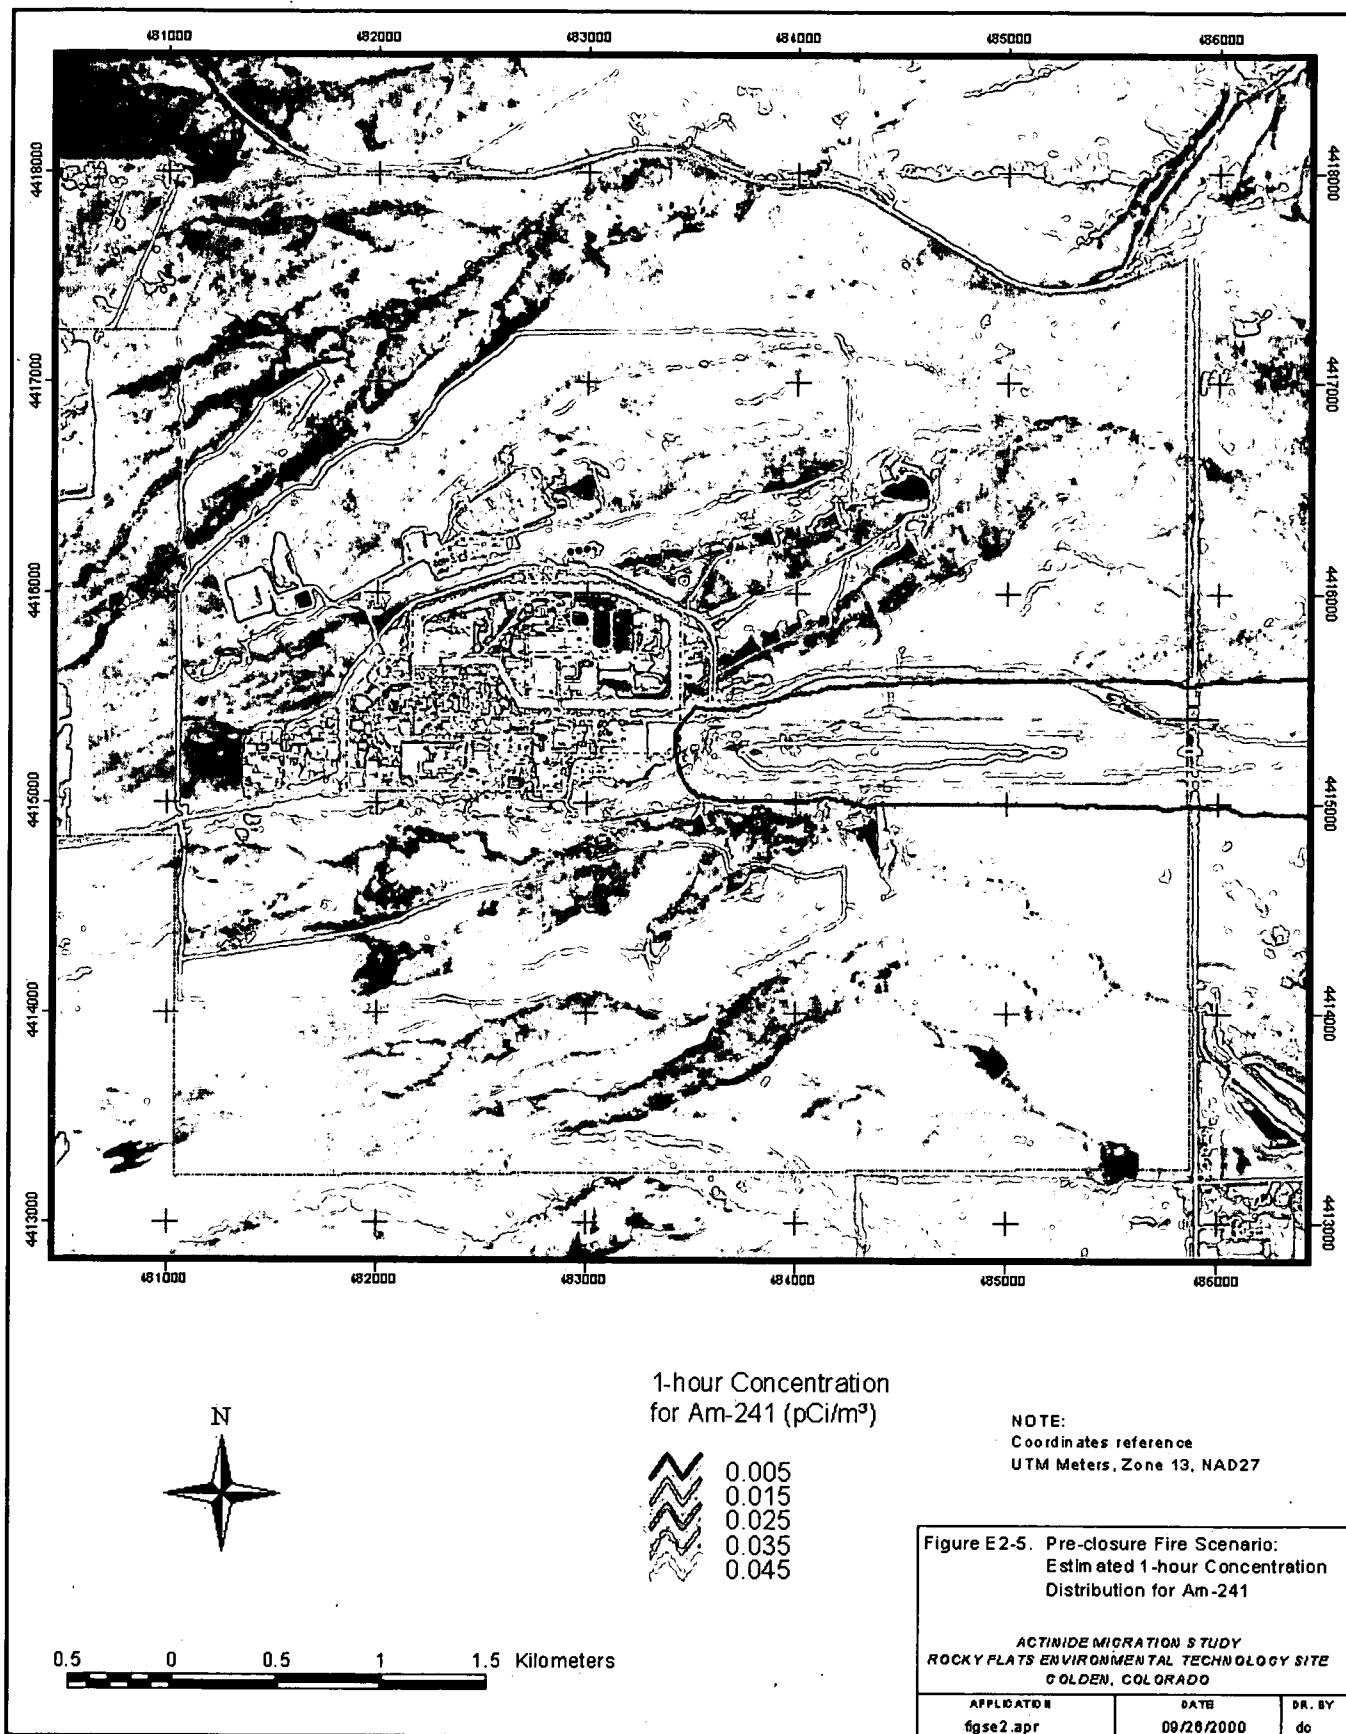 481000 482000 483000 484000 485000 486000
4418000 4418000
4417000 4417000
4416000 4416000
4415000 4415000
4414000 4414000
4413000 4413000
481000 482000 483000 484000 485000 486000
1-hour Concentration
for Am-241 (pCi/m³)
0.005
0.015
0.025
0.035
0.045
N
NOTE:
Coordinates reference
UTM Meters, Zone 13, NAD27
0.5 0 0.5 1 1.5 Kilometers
Figure E2-5. Pre-closure Fire Scenario:
Estimated 1-hour Concentration
Distribution for Am-241
ACTINIDE MIGRATION STUDY
ROCKY FLATS ENVIRONMENTAL TECHNOLOGY SITE
GOLDEN, COLORADO
APPLICATION DATE DR. BY
figse2.apr 09/26/2000 dc